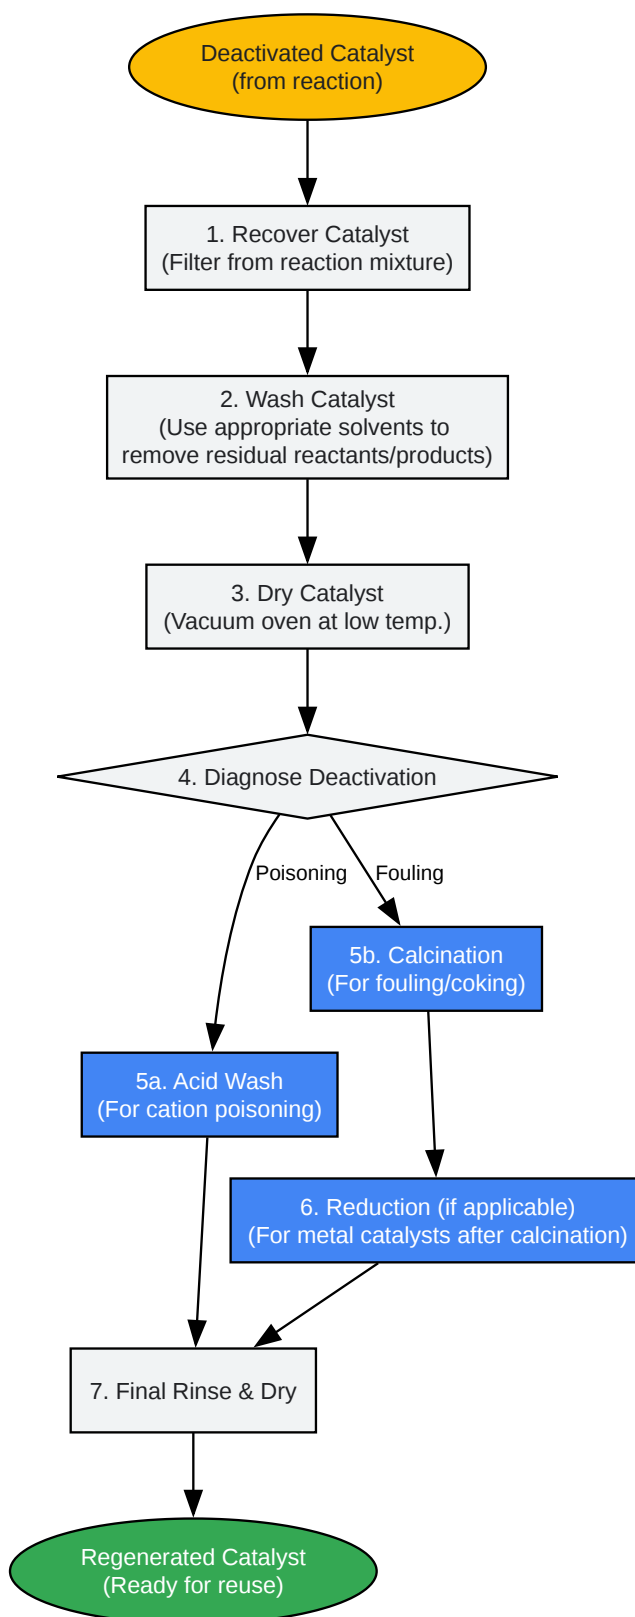 Deactivated Catalyst
(from reaction)
1. Recover Catalyst
(Filter from reaction mixture)
2. Wash Catalyst
(Use appropriate solvents to
remove residual reactants/products)
3. Dry Catalyst
(Vacuum oven at low temp.)
4. Diagnose Deactivation
Poisoning
Fouling
5b. Calcination
(For fouling/coking)
5a. Acid Wash
(For cation poisoning)
6. Reduction (if applicable)
(For metal catalysts after calcination)
7. Final Rinse & Dry
Regenerated Catalyst
(Ready for reuse)